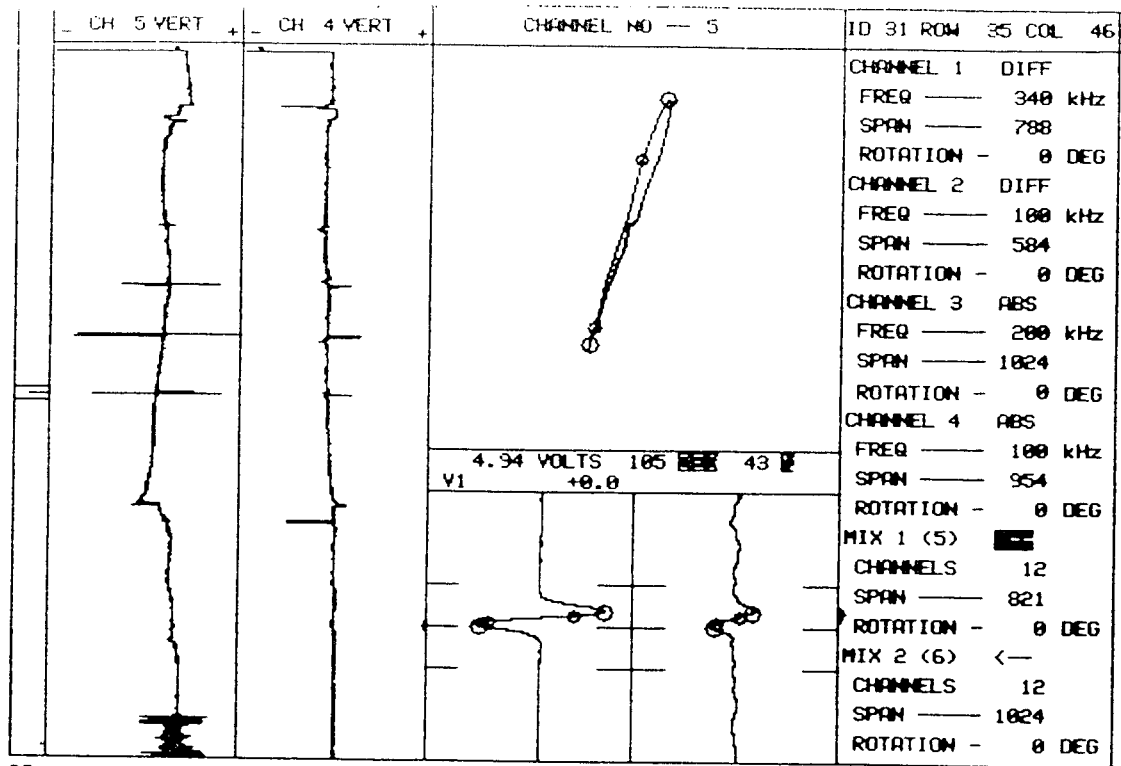 _ CH 5 VERT +
_ CH 4 VERT +
CHANNEL NO -- 5
4.94 VOLTS 105 43
V1 +0.0
ID 31 ROW 35 COL 46
CHANNEL 1 DIFF
FREQ —— 340 kHz
SPAN —— 788
ROTATION - 0 DEG
CHANNEL 2 DIFF
FREQ —— 100 kHz
SPAN —— 584
ROTATION - 0 DEG
CHANNEL 3 ABS
FREQ —— 200 kHz
SPAN —— 1024
ROTATION - 0 DEG
CHANNEL 4 ABS
FREQ —— 100 kHz
SPAN —— 954
ROTATION - 0 DEG
MIX 1 (5)
CHANNELS 12
SPAN —— 821
ROTATION - 0 DEG
MIX 2 (6) <—
CHANNELS 12
SPAN —— 1024
ROTATION - 0 DEG